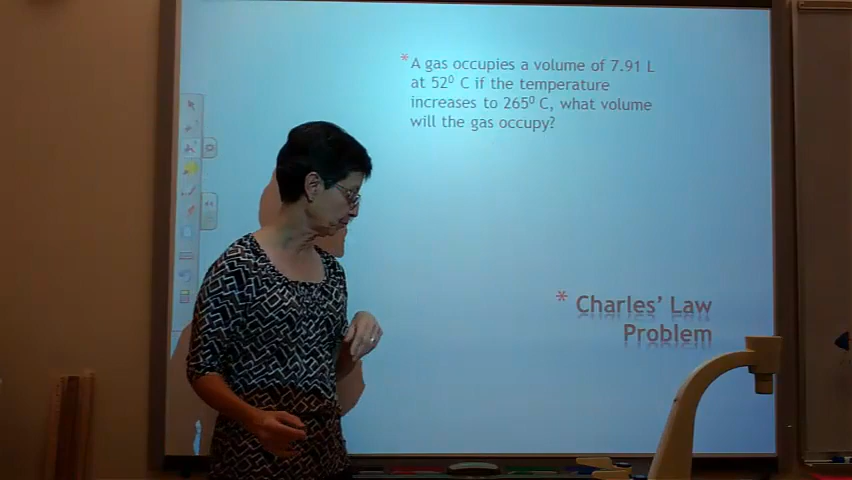 * A gas occupies a volume of 7.91 L
at 52⁰ C if the temperature
increases to 265⁰ C, what volume
will the gas occupy?
* Charles’ Law
Problem